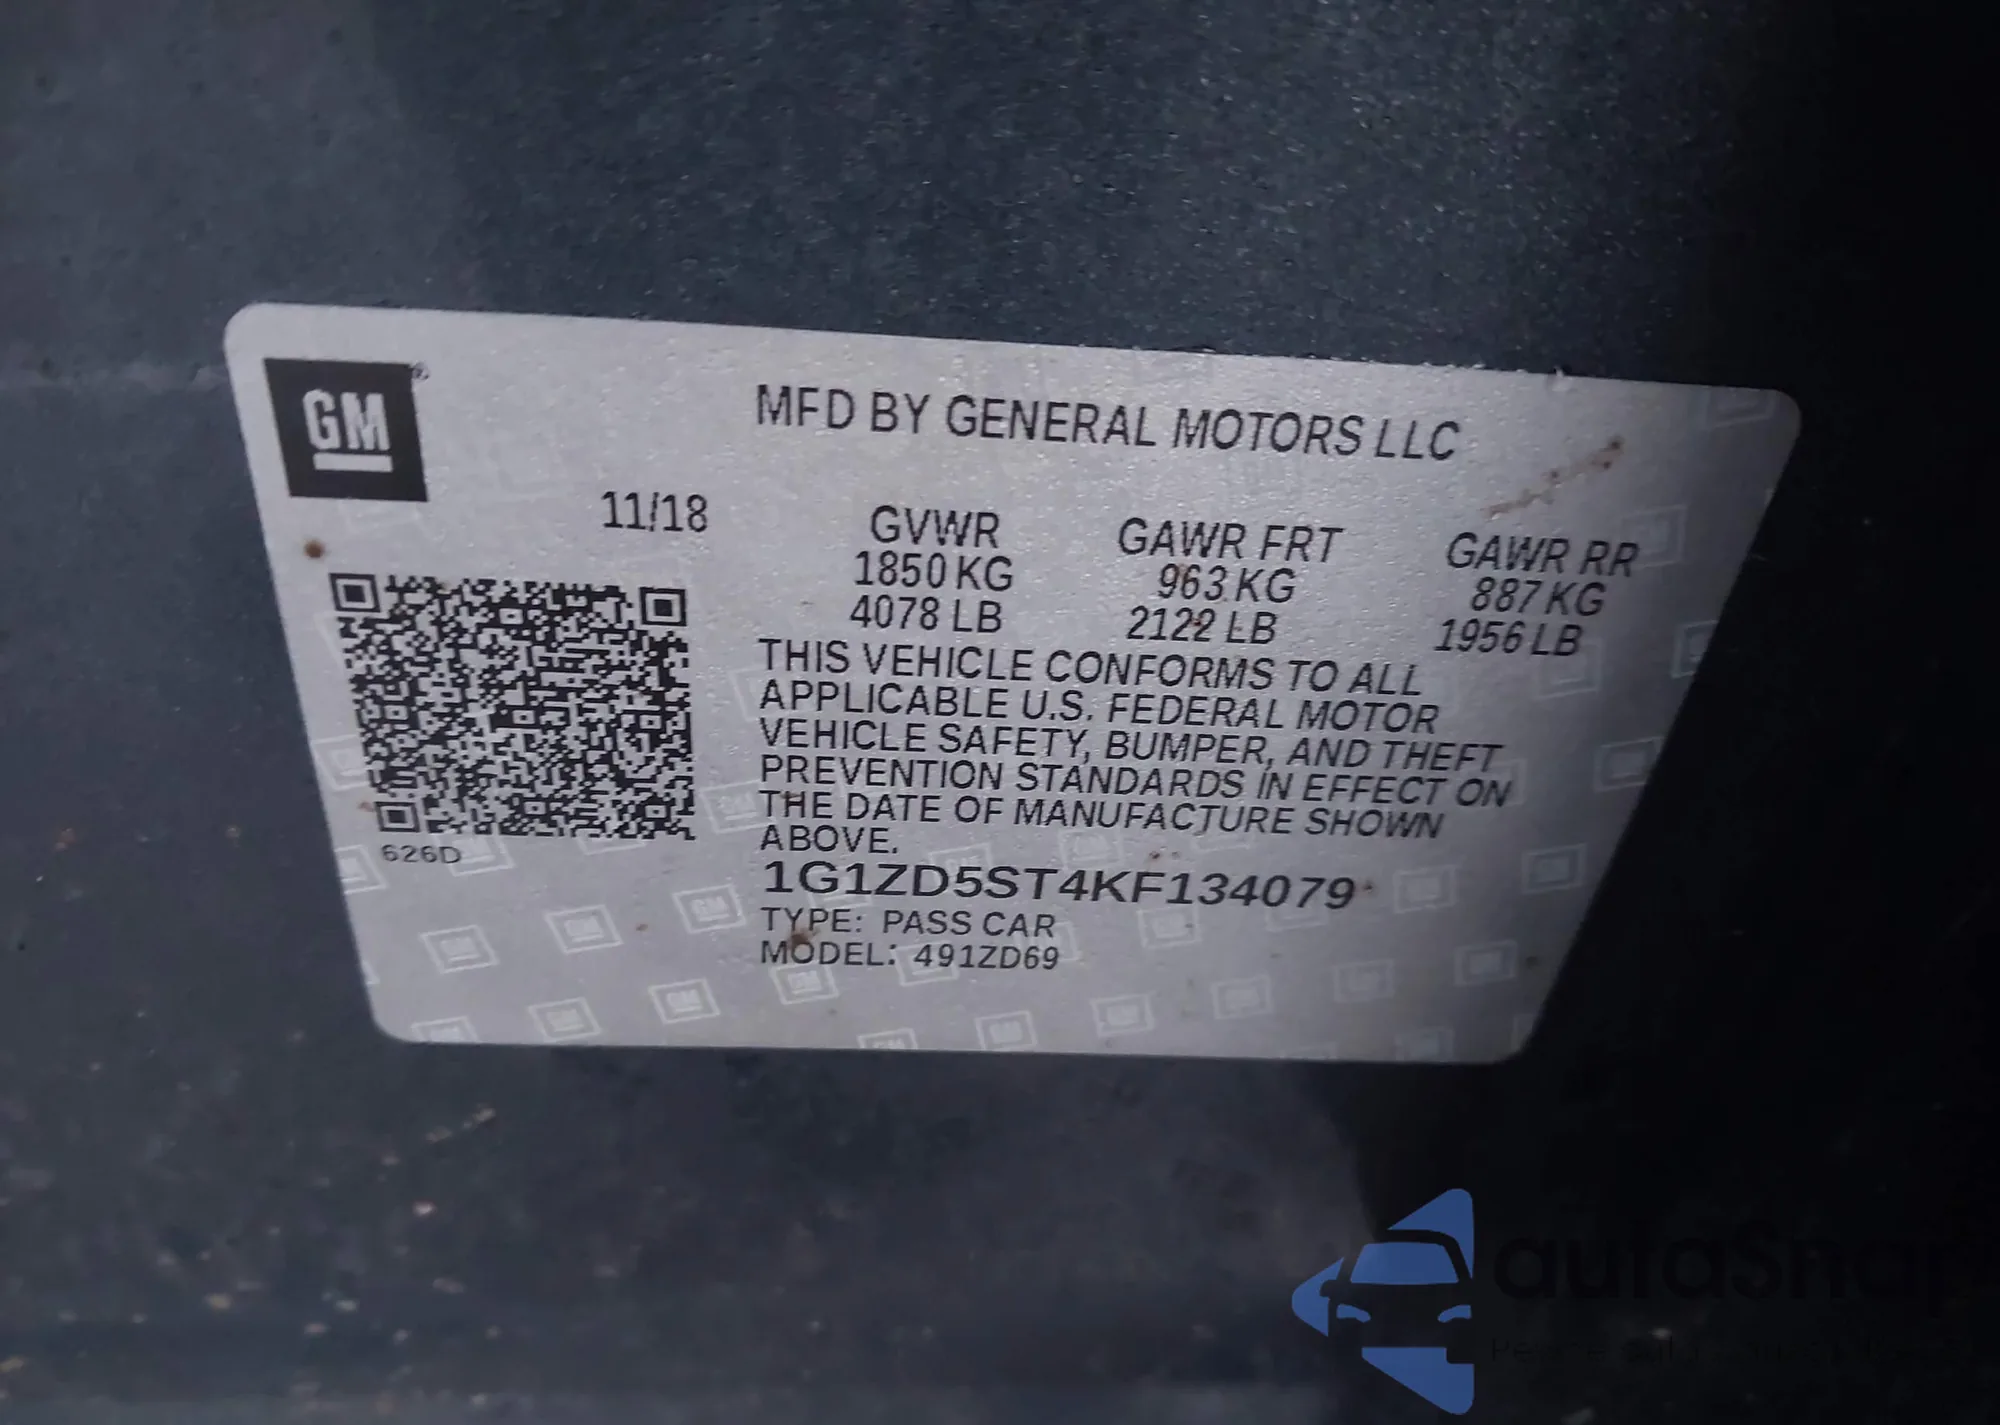 GM
MFD BY GENERAL MOTORS LLC
11/18
GVWR
1850 KG
4078 LB
GAWR FRT
963 KG
2122 LB
GAWR RR
887 KG
1956 LB
THIS VEHICLE CONFORMS TO ALL
APPLICABLE U.S. FEDERAL MOTOR
VEHICLE SAFETY, BUMPER, AND THEFT
PREVENTION STANDARDS IN EFFECT ON
THE DATE OF MANUFACTURE SHOWN
ABOVE.
626D
1G1ZD5ST4KF134079
TYPE: PASS CAR
MODEL: 491ZD69